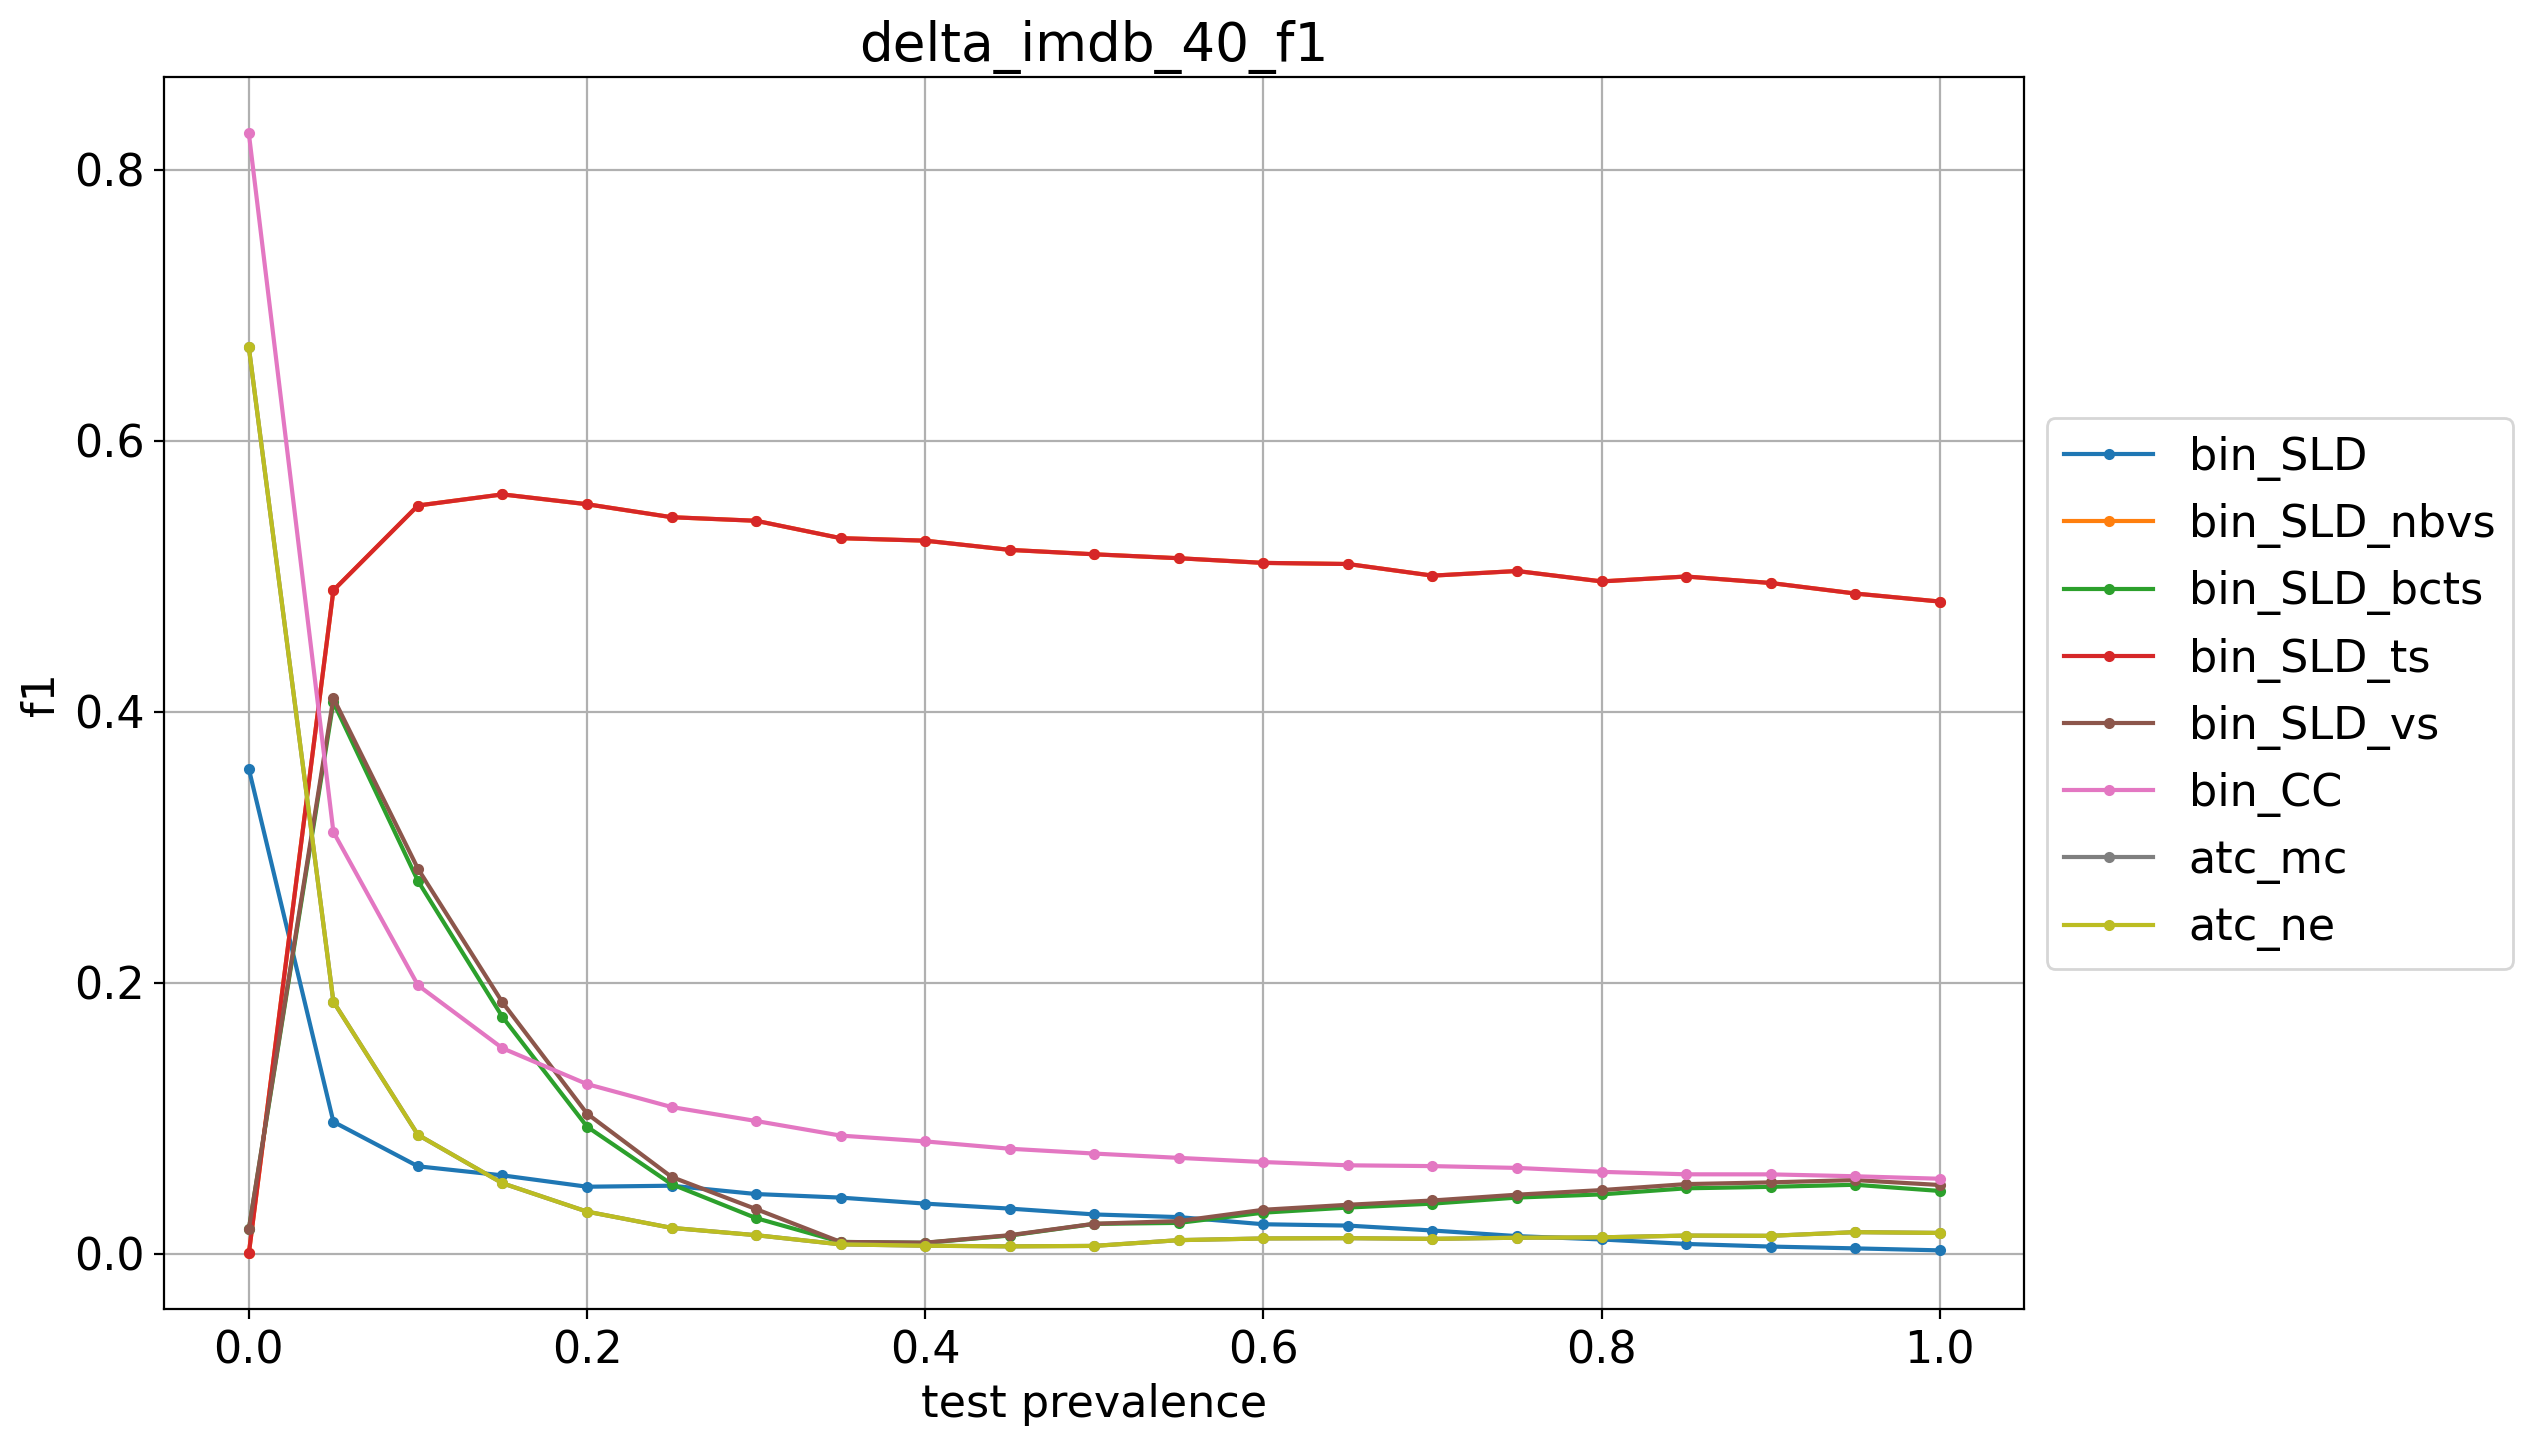 delta_imdb_40_f1
0.8
0.6
0.4
0.2
0.0
f1
0.0 0.2 0.4 0.6 0.8 1.0
test prevalence
bin_SLD
bin_SLD_nbvs
bin_SLD_bcts
bin_SLD_ts
bin_SLD_vs
bin_CC
atc_mc
atc_ne